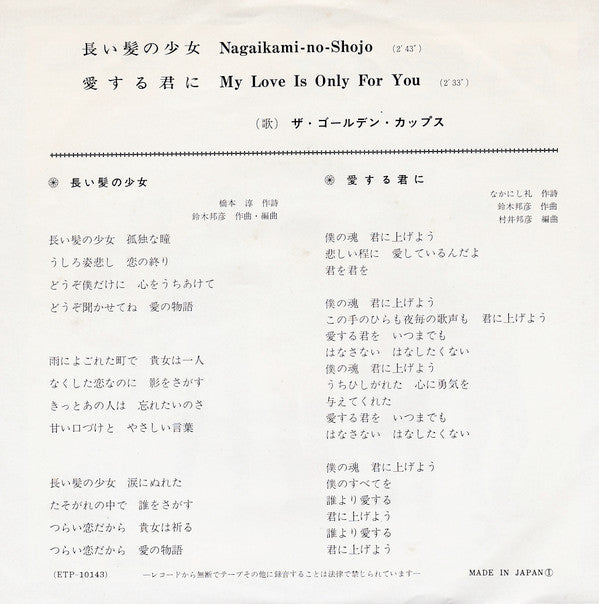 長い髪の少女 Nagaikami-no-Shojo (2'43")
愛する君に My Love Is Only For You (2'33")
(歌) ザ・ゴールデン・カップス
長い髪の少女
橋本 淳 作詩
鈴木邦彦 作曲・編曲
長い髪の少女 孤独な瞳
うしろ姿悲し 恋の終り
どうぞ僕だけに 心をうちあけて
どうぞ聞かせてね 愛の物語
雨によごれた町で 貴女は一人
なくした恋なのに 影をさがす
きっとあの人は 忘れたいのさ
甘い口づけと やさしい言葉
長い髪の少女 涙にぬれた
たそがれの中で 誰をさがす
つらい恋だから 貴女は祈る
つらい恋だから 愛の物語
愛する君に
なかにし礼 作詩
鈴木邦彦 作曲
村井邦彦 編曲
僕の魂 君に上げよう
悲しい程に 愛しているんだよ
君を君を
僕の魂 君に上げよう
この手のひらも夜毎の歌声も 君に上げよう
愛する君を いつまでも
はなさない はなしたくない
僕の魂 君に上げよう
うちひしがれた 心に勇気を
与えてくれた
愛する君を いつまでも
はなさない はなしたくない
僕の魂 君に上げよう
僕のすべてを
誰より愛する
君に上げよう
誰より愛する
君に上げよう
(ETP-10143) ―レコードから無断でテープその他に録音することは法律で禁じられています― MADE IN JAPAN Ⓘ